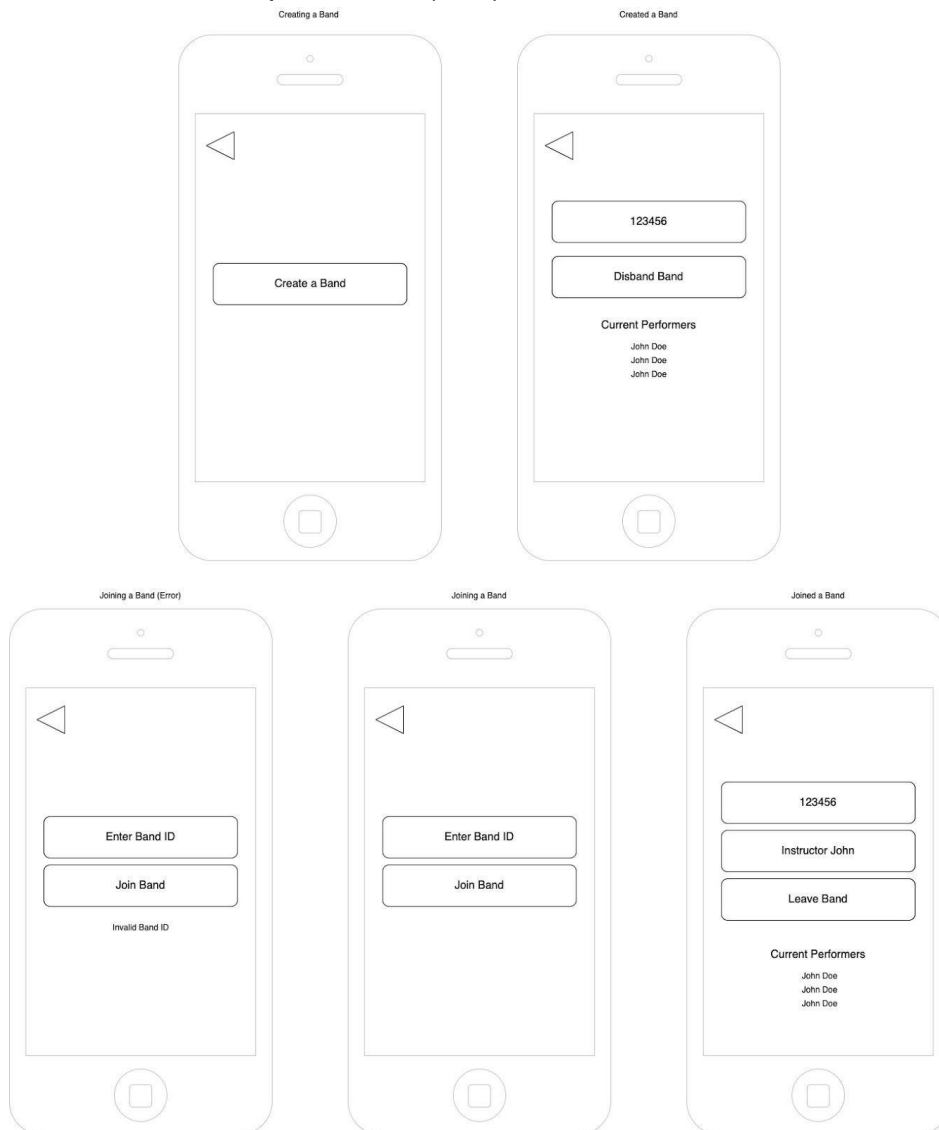 Creating a Band
Created a Band
Create a Band
123456
Disband Band
Current Performers
John Doe
John Doe
John Doe
Joining a Band (Error)
Joining a Band
Joined a Band
Enter Band ID
Join Band
Invalid Band ID
Enter Band ID
Join Band
123456
Instructor John
Leave Band
Current Performers
John Doe
John Doe
John Doe